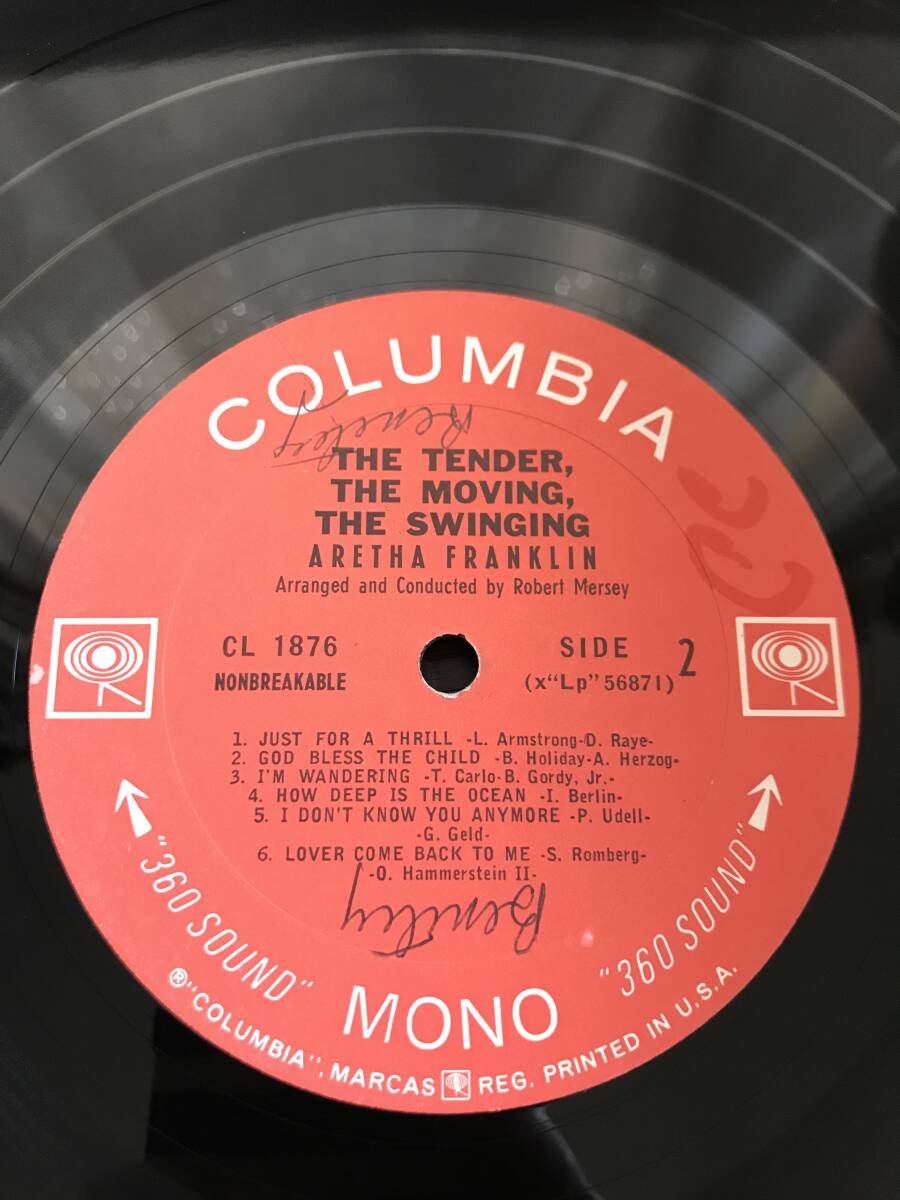 COLUMBIA
THE TENDER,
THE MOVING,
THE SWINGING
ARETHA FRANKLIN
Arranged and Conducted by Robert Mersey
CL 1876
NONBREAKABLE
SIDE 2
(x"Lp"56871)
1. JUST FOR A THRILL -L. Armstrong-D. Raye-
2. GOD BLESS THE CHILD -B. Holiday-A. Herzog-
3. I'M WANDERING -T. Carlo-B. Gordy, Jr.-
4. HOW DEEP IS THE OCEAN -I. Berlin-
5. I DON'T KNOW YOU ANYMORE -P. Udell-
-G. Geld-
6. LOVER COME BACK TO ME -S. Romberg-
-O. Hammerstein II-
"360 SOUND"
"360 SOUND"
MONO
®"COLUMBIA", MARCAS REG. PRINTED IN U.S.A.